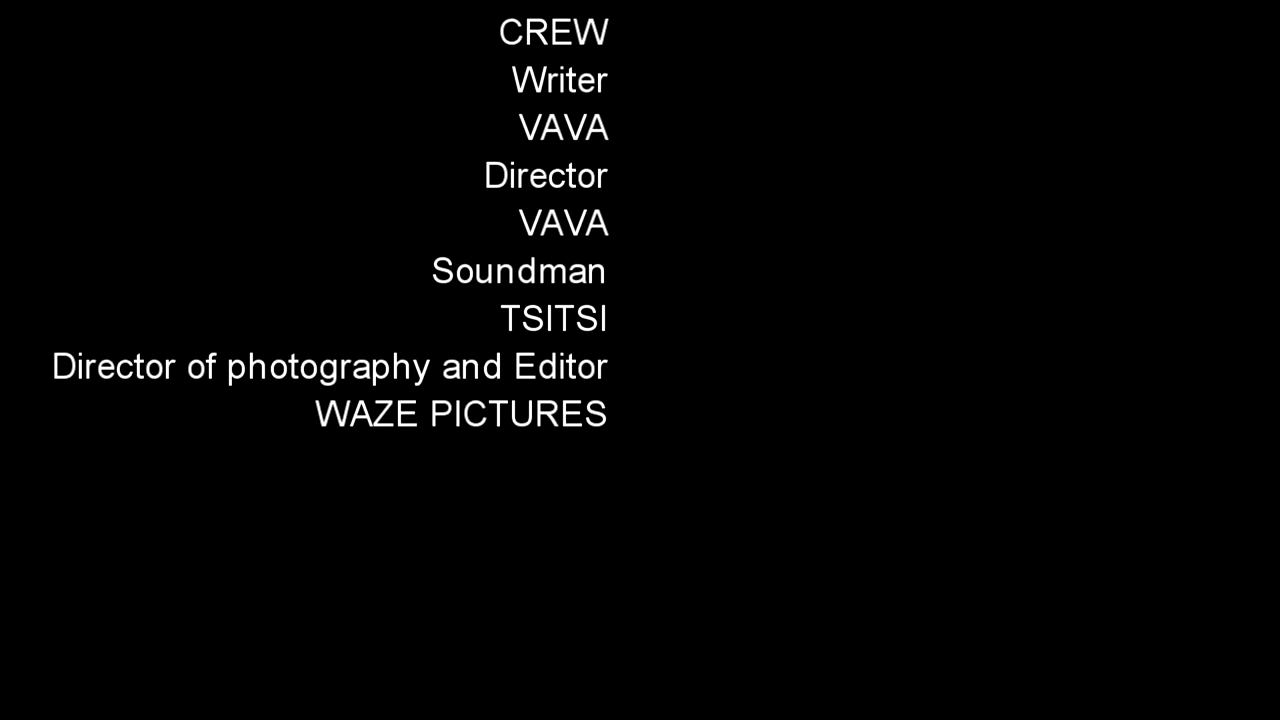 CREW
Writer
VAVA
Director
VAVA
Soundman
TSITSI
Director of photography and Editor
WAZE PICTURES